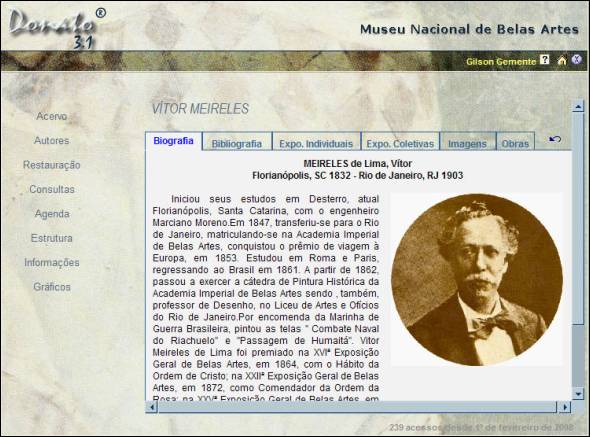 Donato®
3.1
Museu Nacional de Belas Artes
Gilson Gemente ? X
VÍTOR MEIRELES
Acervo
Autores
Restauração
Consultas
Agenda
Estrutura
Informações
Gráficos
Biografia Bibliografia Expo. Individuais Expo. Coletivas Imagens Obras
MEIRELES de Lima, Vítor
Florianópolis, SC 1832 - Rio de Janeiro, RJ 1903
Iniciou seus estudos em Desterro, atual
Florianópolis, Santa Catarina, com o engenheiro
Marciano Moreno.Em 1847, transferiu-se para o Rio
de Janeiro, matriculando-se na Academia Imperial
de Belas Artes, conquistou o prêmio de viagem à
Europa, em 1853. Estudou em Roma e Paris,
regressando ao Brasil em 1861. A partir de 1862,
passou a exercer a cátedra de Pintura Histórica da
Academia Imperial de Belas Artes sendo , também,
professor de Desenho, no Liceu de Artes e Ofícios
do Rio de Janeiro.Por encomenda da Marinha de
Guerra Brasileira, pintou as telas " Combate Naval
do Riachuelo" e "Passagem de Humaitá". Vitor
Meireles de Lima foi premiado na XVIª Exposição
Geral de Belas Artes, em 1864, com o Hábito da
Ordem de Cristo; na XXIIª Exposição Geral de Belas
Artes, em 1872, como Comendador da Ordem da
Rosa; na XXVª Exposição Geral de Belas Artes, em
239 acessos desde 1º de fevereiro de 2008